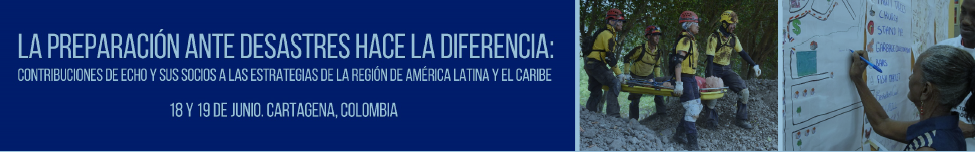 LA PREPARACIÓN ANTE DESASTRES HACE LA DIFERENCIA:
CONTRIBUCIONES DE ECHO Y SUS SOCIOS A LAS ESTRATEGIAS DE LA REGIÓN DE AMÉRICA LATINA Y EL CARIBE
18 Y 19 DE JUNIO. CARTAGENA, COLOMBIA
CHURCH